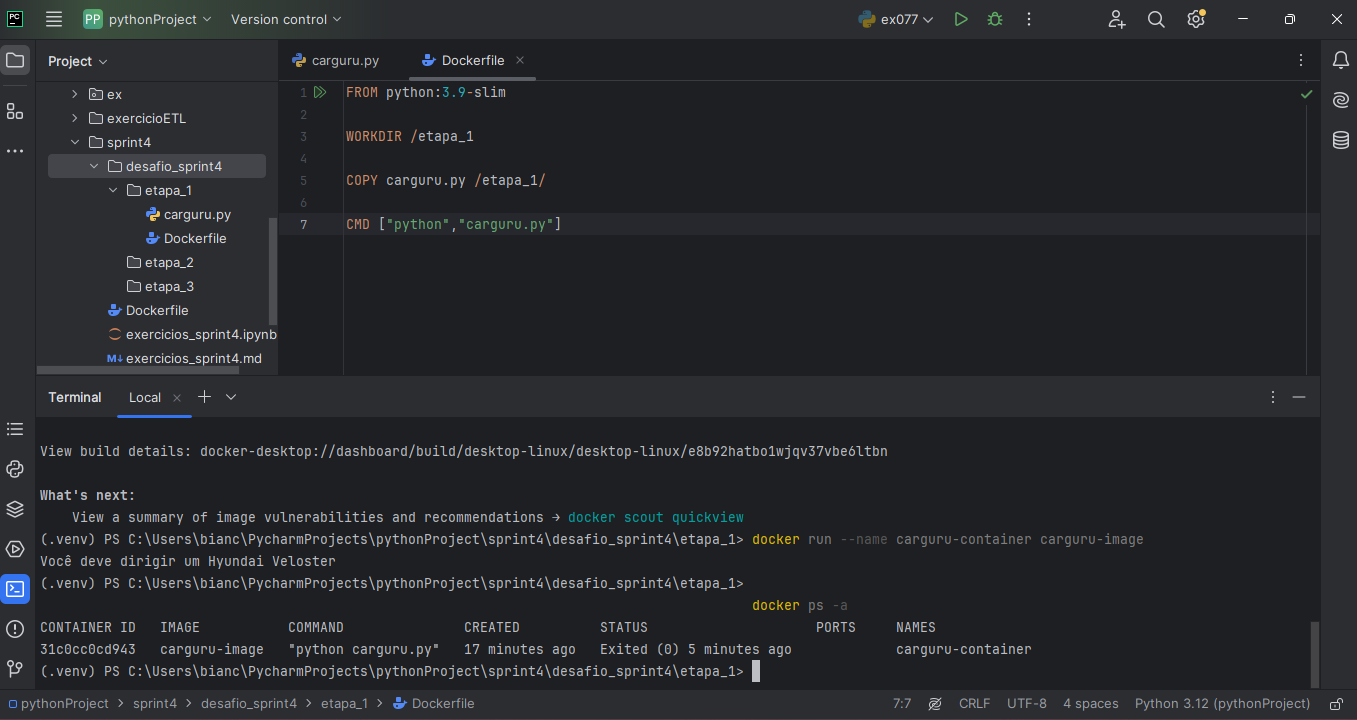 PC
PP pythonProject
Version control
ex077
Project
ex
exercicioETL
sprint4
desafio_sprint4
etapa_1
carguru.py
Dockerfile
etapa_2
etapa_3
Dockerfile
exercicios_sprint4.ipynb
M↓ exercicios_sprint4.md
carguru.py
Dockerfile
1 FROM python:3.9-slim
2
3 WORKDIR /etapa_1
4
5 COPY carguru.py /etapa_1/
6
7 CMD ["python","carguru.py"]
Terminal
Local
View build details: docker-desktop://dashboard/build/desktop-linux/desktop-linux/e8b92hatbo1wjqv37vbe6ltbn
What's next:
View a summary of image vulnerabilities and recommendations → docker scout quickview
(.venv) PS C:\Users\bianc\PycharmProjects\pythonProject\sprint4\desafio_sprint4\etapa_1> docker run --name carguru-container carguru-image
Você deve dirigir um Hyundai Veloster
(.venv) PS C:\Users\bianc\PycharmProjects\pythonProject\sprint4\desafio_sprint4\etapa_1>
docker ps -a
CONTAINER ID IMAGE COMMAND CREATED STATUS PORTS NAMES
31c0cc0cd943 carguru-image "python carguru.py" 17 minutes ago Exited (0) 5 minutes ago carguru-container
(.venv) PS C:\Users\bianc\PycharmProjects\pythonProject\sprint4\desafio_sprint4\etapa_1>
pythonProject > sprint4 > desafio_sprint4 > etapa_1 > Dockerfile
7:7 CRLF UTF-8 4 spaces Python 3.12 (pythonProject)